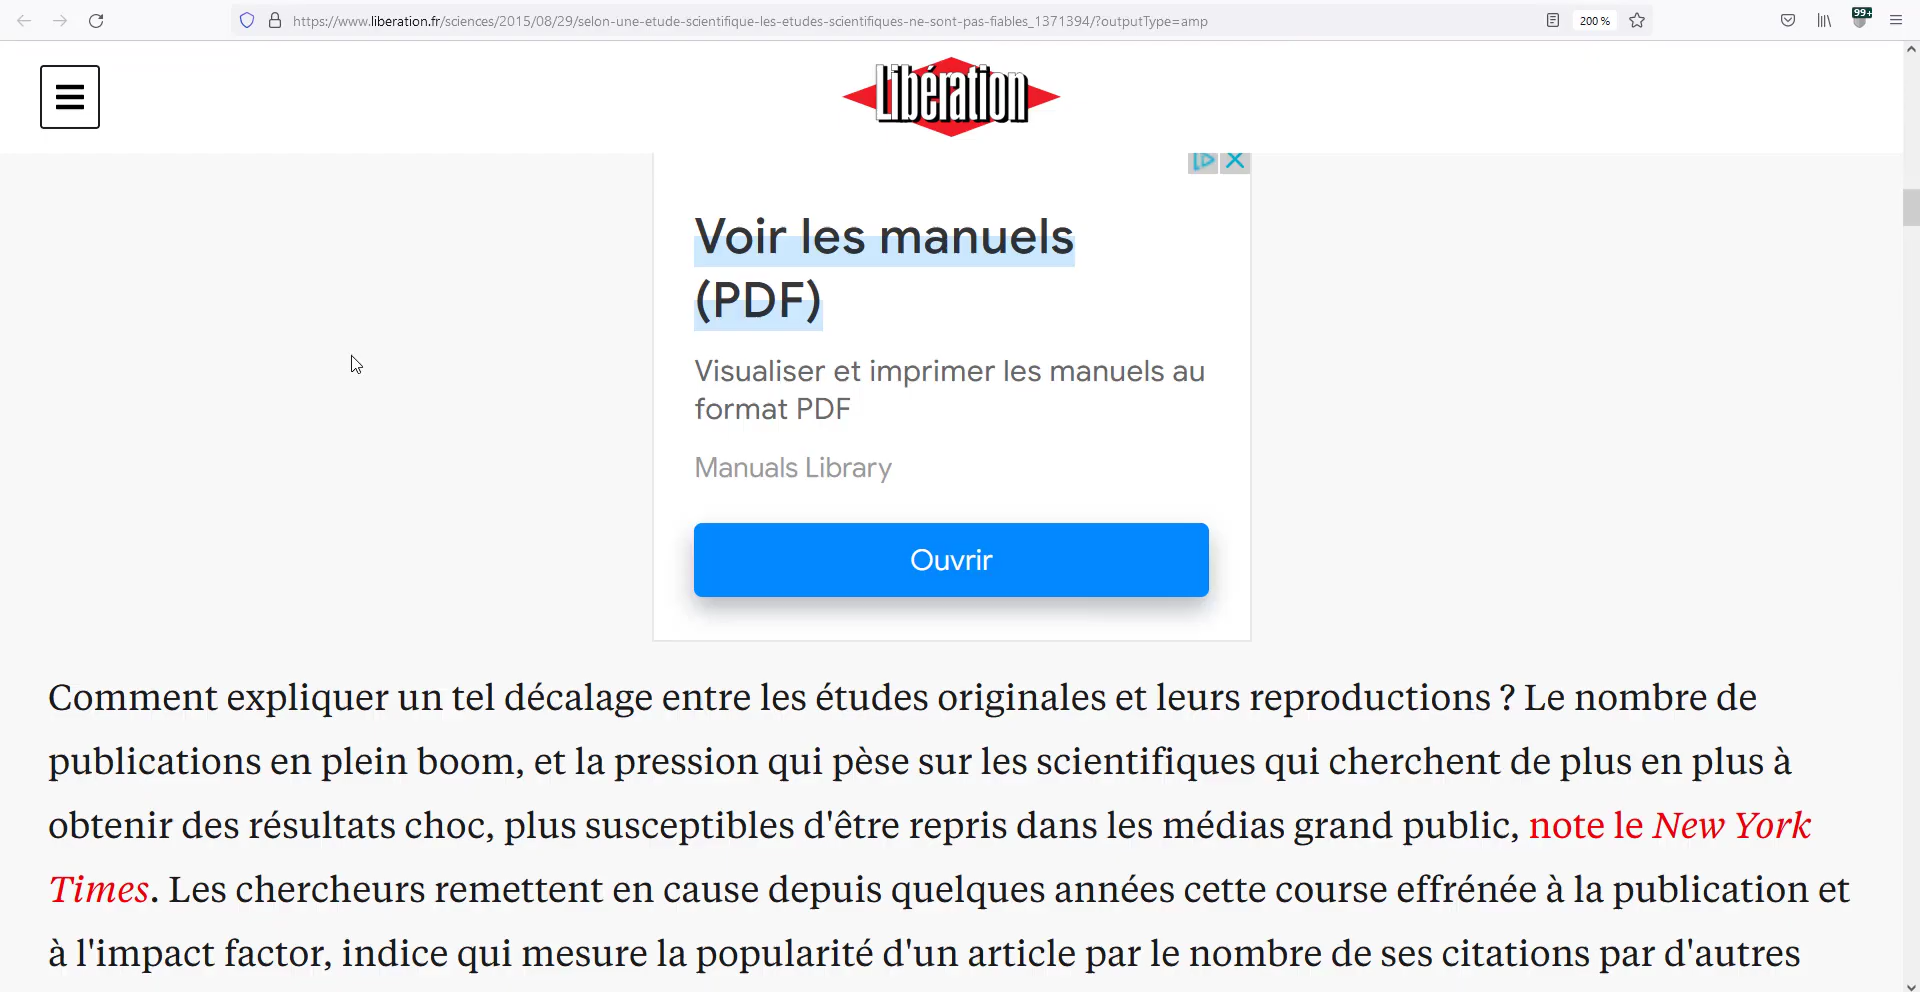 https://www.liberation.fr/sciences/2015/08/29/selon-une-etude-scientifique-les-etudes-scientifiques-ne-sont-pas-fiables_1371394/?outputType=amp
200 %
99+
Libération
Voir les manuels
(PDF)
Visualiser et imprimer les manuels au
format PDF
Manuals Library
Ouvrir
Comment expliquer un tel décalage entre les études originales et leurs reproductions ? Le nombre de
publications en plein boom, et la pression qui pèse sur les scientifiques qui cherchent de plus en plus à
obtenir des résultats choc, plus susceptibles d'être repris dans les médias grand public, note le New York
Times. Les chercheurs remettent en cause depuis quelques années cette course effrénée à la publication et
à l'impact factor, indice qui mesure la popularité d'un article par le nombre de ses citations par d'autres